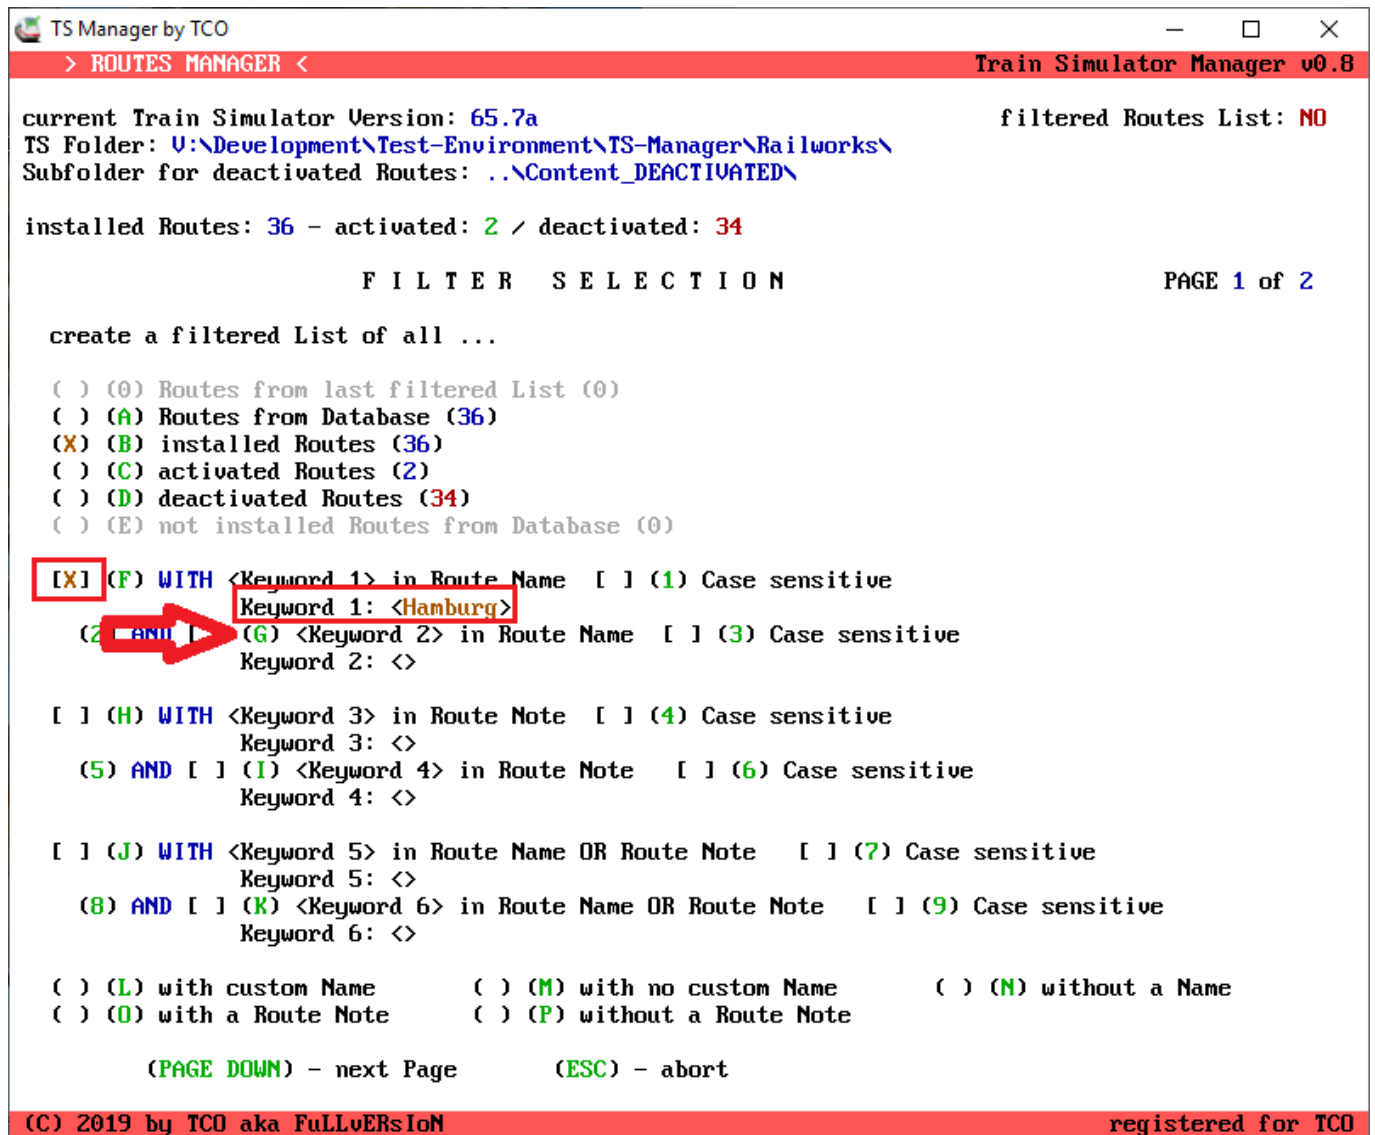 TS Manager by TCO
> ROUTES MANAGER < Train Simulator Manager v0.8
current Train Simulator Version: 65.7a filtered Routes List: NO
TS Folder: V:\Development\Test-Environment\TS-Manager\Railworks\
Subfolder for deactivated Routes: ..\Content_DEACTIVATED\
installed Routes: 36 - activated: 2 / deactivated: 34
F I L T E R S E L E C T I O N PAGE 1 of 2
create a filtered List of all ...
( ) (0) Routes from last filtered List (0)
( ) (A) Routes from Database (36)
(X) (B) installed Routes (36)
( ) (C) activated Routes (2)
( ) (D) deactivated Routes (34)
( ) (E) not installed Routes from Database (0)
[X] (F) WITH <Keyword 1> in Route Name [ ] (1) Case sensitive
Keyword 1: <Hamburg>
(2) AND [ (G) <Keyword 2> in Route Name [ ] (3) Case sensitive
Keyword 2: <>
[ ] (H) WITH <Keyword 3> in Route Note [ ] (4) Case sensitive
Keyword 3: <>
(5) AND [ ] (I) <Keyword 4> in Route Note [ ] (6) Case sensitive
Keyword 4: <>
[ ] (J) WITH <Keyword 5> in Route Name OR Route Note [ ] (7) Case sensitive
Keyword 5: <>
(8) AND [ ] (K) <Keyword 6> in Route Name OR Route Note [ ] (9) Case sensitive
Keyword 6: <>
( ) (L) with custom Name ( ) (M) with no custom Name ( ) (N) without a Name
( ) (O) with a Route Note ( ) (P) without a Route Note
(PAGE DOWN) - next Page (ESC) - abort
(C) 2019 by TCO aka FuLLvERsIoN registered for TCO